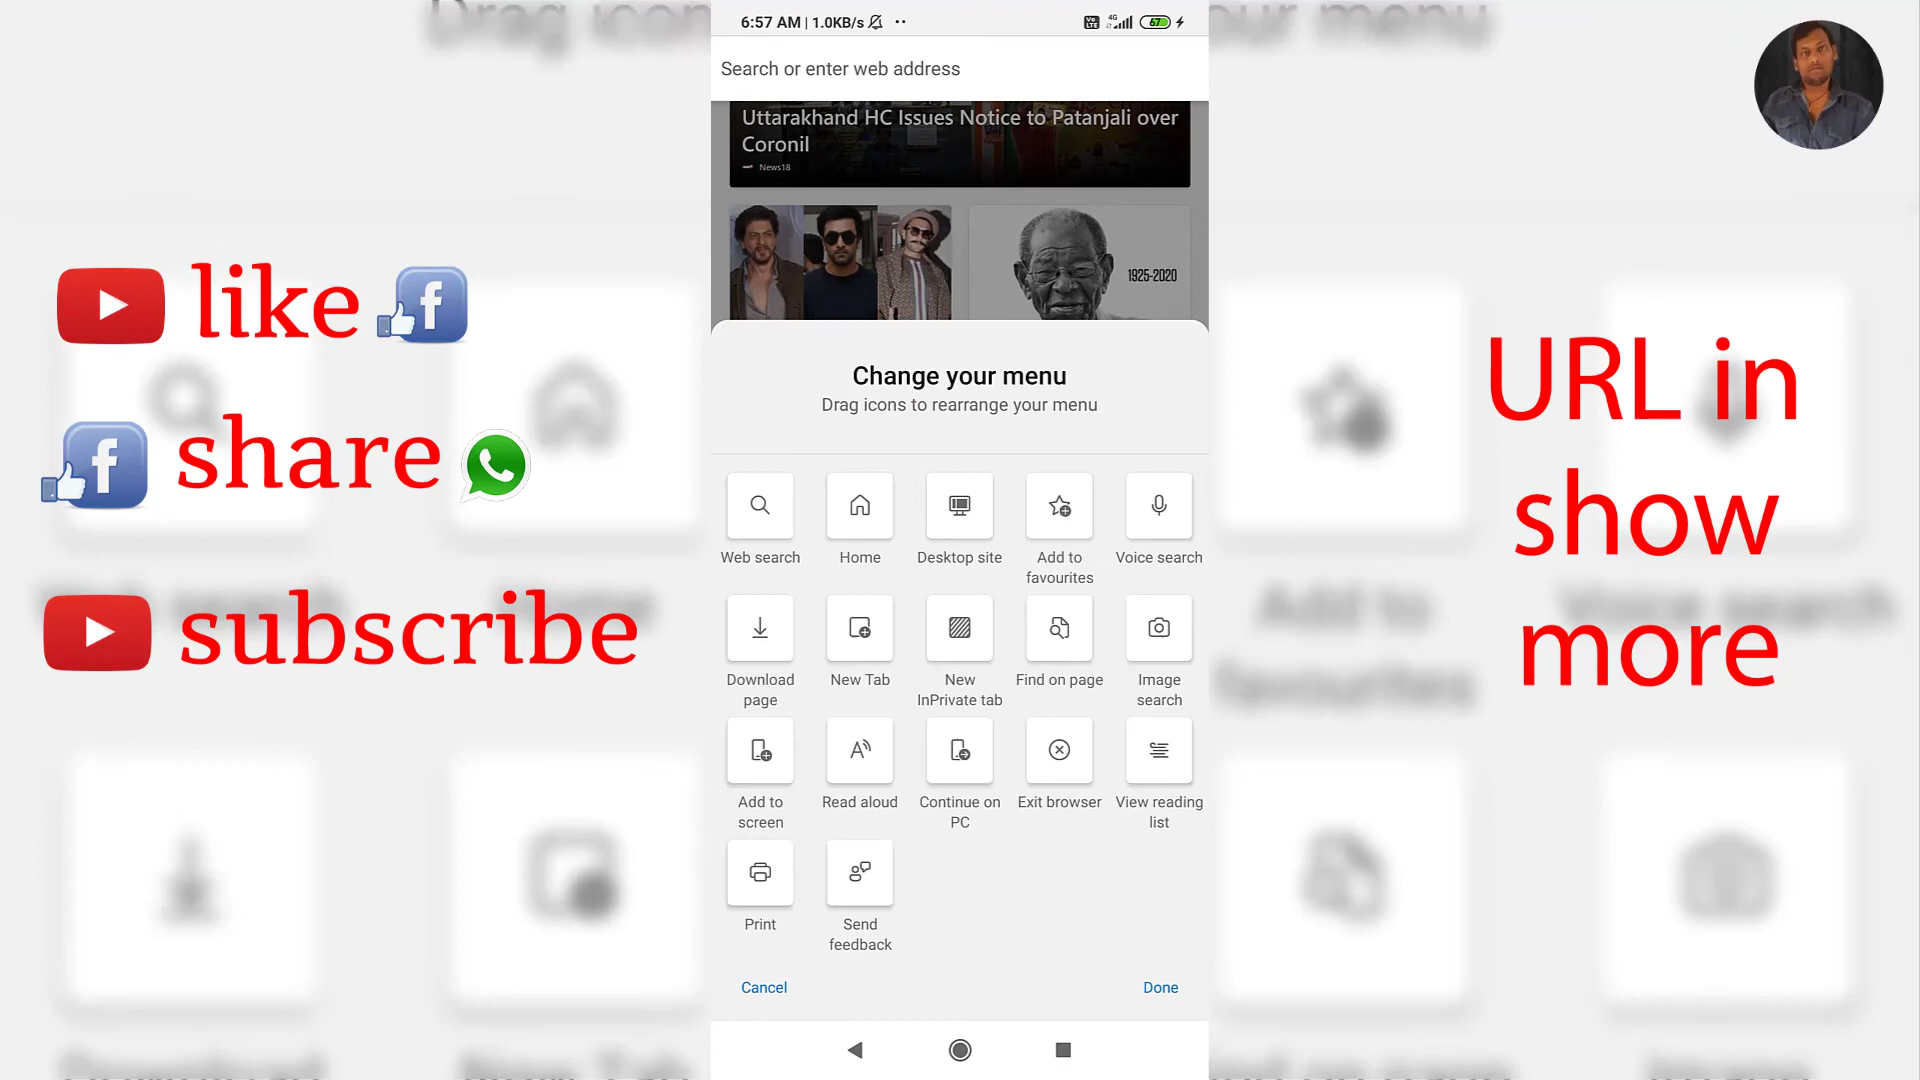 6:57 AM | 1.0KB/s
Vo LTE
4G
67
Search or enter web address
Uttarakhand HC Issues Notice to Patanjali over
Coronil
News18
1925-2020
Change your menu
Drag icons to rearrange your menu
Web search
Home
Desktop site
Add to
favourites
Voice search
Download
page
New Tab
New
InPrivate tab
Find on page
Image
search
Add to
screen
Read aloud
Continue on
PC
Exit browser
View reading
list
Print
Send
feedback
Cancel
Done
like
share
subscribe
URL in
show
more